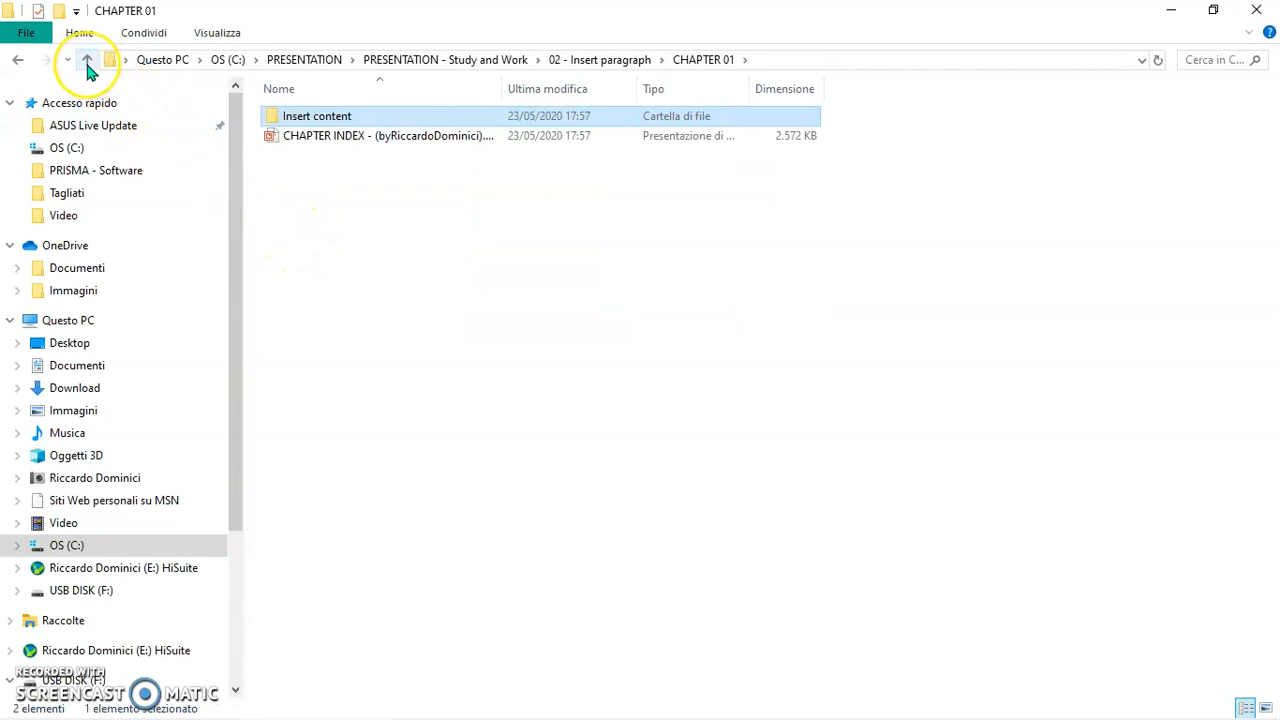 CHAPTER 01
File Home Condividi Visualizza
Questo PC OS (C:) PRESENTATION PRESENTATION - Study and Work 02 - Insert paragraph CHAPTER 01 Cerca in C...
Nome Ultima modifica Tipo Dimensione
Insert content 23/05/2020 17:57 Cartella di file
CHAPTER INDEX - (byRiccardoDominici).... 23/05/2020 17:57 Presentazione di ... 2.572 KB
Accesso rapido
ASUS Live Update
OS (C:)
PRISMA - Software
Tagliati
Video
OneDrive
Documenti
Immagini
Questo PC
Desktop
Documenti
Download
Immagini
Musica
Oggetti 3D
Riccardo Dominici
Siti Web personali su MSN
Video
OS (C:)
Riccardo Dominici (E:) HiSuite
USB DISK (F:)
Raccolte
Riccardo Dominici (E:) HiSuite
USB DISK (F:)
RECORDED WITH
SCREENCAST MATIC
2 elementi 1 elemento selezionato